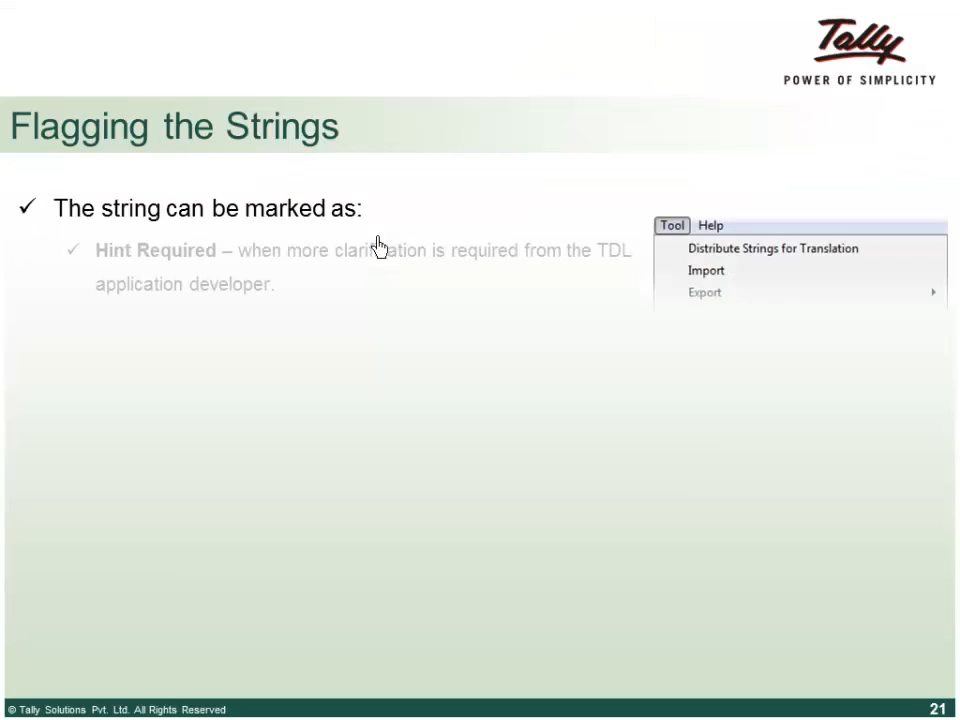 Tally
POWER OF SIMPLICITY
Flagging the Strings
The string can be marked as:
Hint Required – when more clarification is required from the TDL
application developer.
Tool Help
Distribute Strings for Translation
Import
Export
© Tally Solutions Pvt. Ltd. All Rights Reserved
21